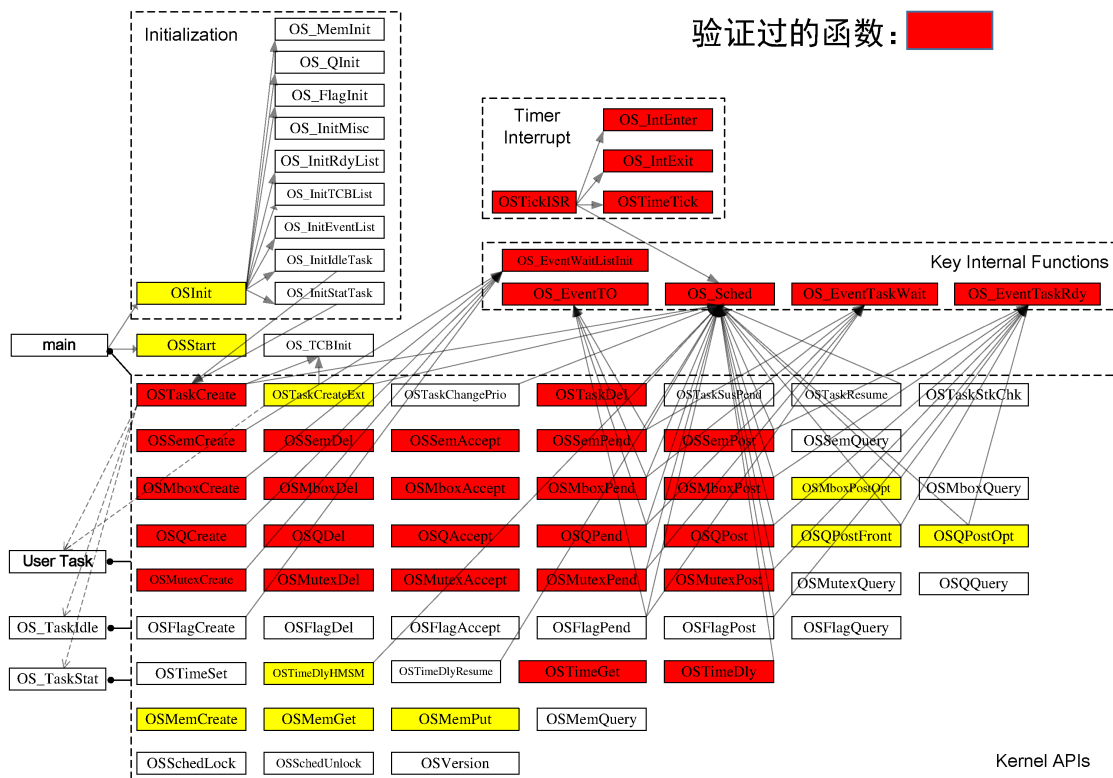 Initialization
验证过的函数：
OS_MemInit
OS_QInit
OS_FlagInit
OS_InitMisc
OS_InitRdyList
OS_InitTCBList
OS_InitEventList
OS_InitIdleTask
OSInit
OS_InitStatTask
Timer
Interrupt
OS_IntEnter
OS_IntExit
OSTickISR
OSTimeTick
OS_EventWaitListInit
Key Internal Functions
OS_EventTO
OS_Sched
OS_EventTaskWait
OS_EventTaskRdy
main
OSStart
OS_TCBInit
OSTaskCreate
OSTaskCreateExt
OSTaskChangePrio
OSTaskDel
OSTaskSusPend
OSTaskResume
OSTaskStkChk
OSSemCreate
OSSemDel
OSSemAccept
OSSemPend
OSSemPost
OSSemQuery
OSMboxCreate
OSMboxDel
OSMboxAccept
OSMboxPend
OSMboxPost
OSMboxPostOpt
OSMboxQuery
OSQCreate
OSQDel
OSQAccept
OSQPend
OSQPost
OSQPostFront
OSQPostOpt
User Task
OSMutexCreate
OSMutexDel
OSMutexAccept
OSMutexPend
OSMutexPost
OSMutexQuery
OSQQuery
OS_TaskIdle
OSFlagCreate
OSFlagDel
OSFlagAccept
OSFlagPend
OSFlagPost
OSFlagQuery
OS_TaskStat
OSTimeSet
OSTimeDlyHMSM
OSTimeDlyResume
OSTimeGet
OSTimeDly
OSMemCreate
OSMemGet
OSMemPut
OSMemQuery
OSSchedLock
OSSchedUnlock
OSVersion
Kernel APIs